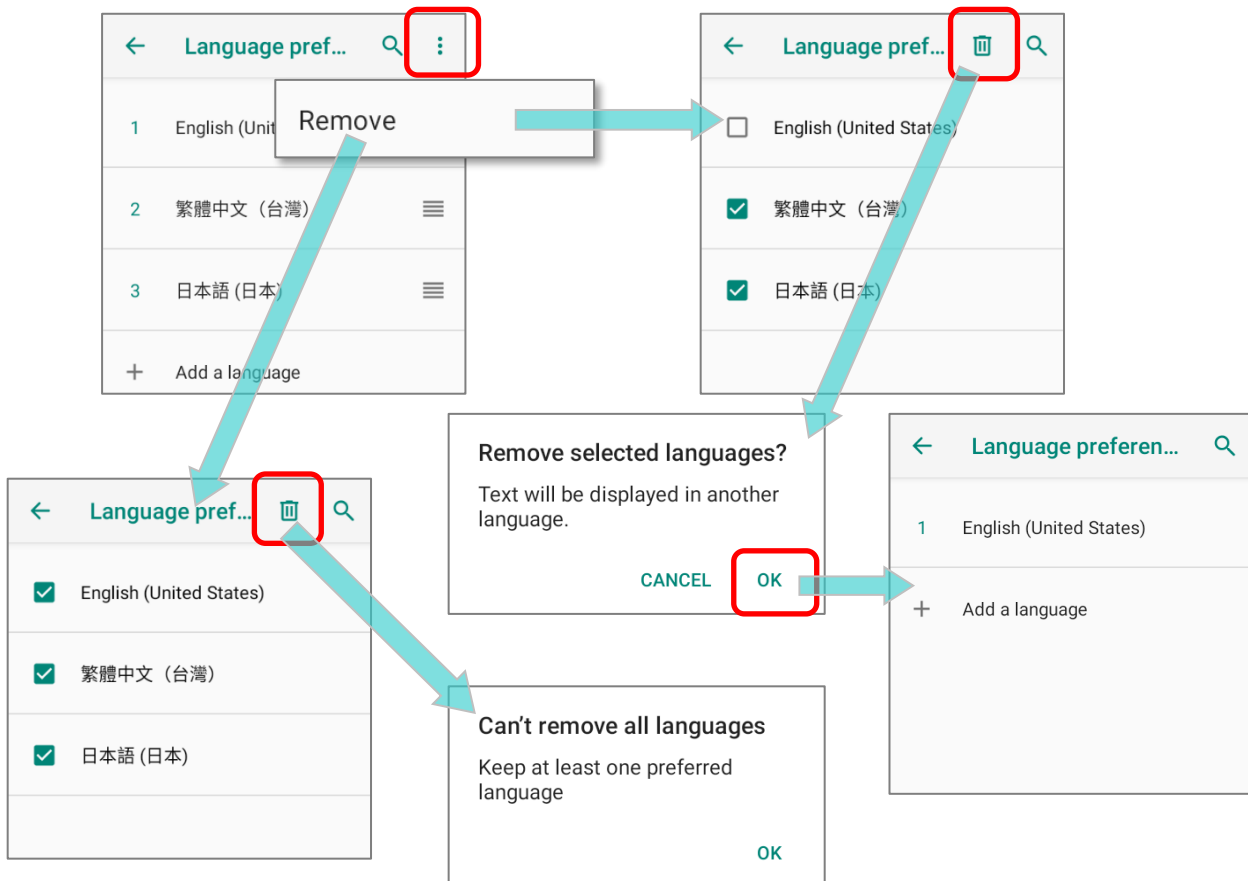 Language pref...
Remove
1 English (Unit
2 繁體中文（台灣）
3 日本語 (日本)
+ Add a language
Language pref...
English (United States)
繁體中文（台灣）
日本語 (日本)
Language pref...
English (United States)
繁體中文（台灣）
日本語 (日本)
Remove selected languages?
Text will be displayed in another
language.
CANCEL OK
Language preferen...
1 English (United States)
+ Add a language
Can't remove all languages
Keep at least one preferred
language
OK